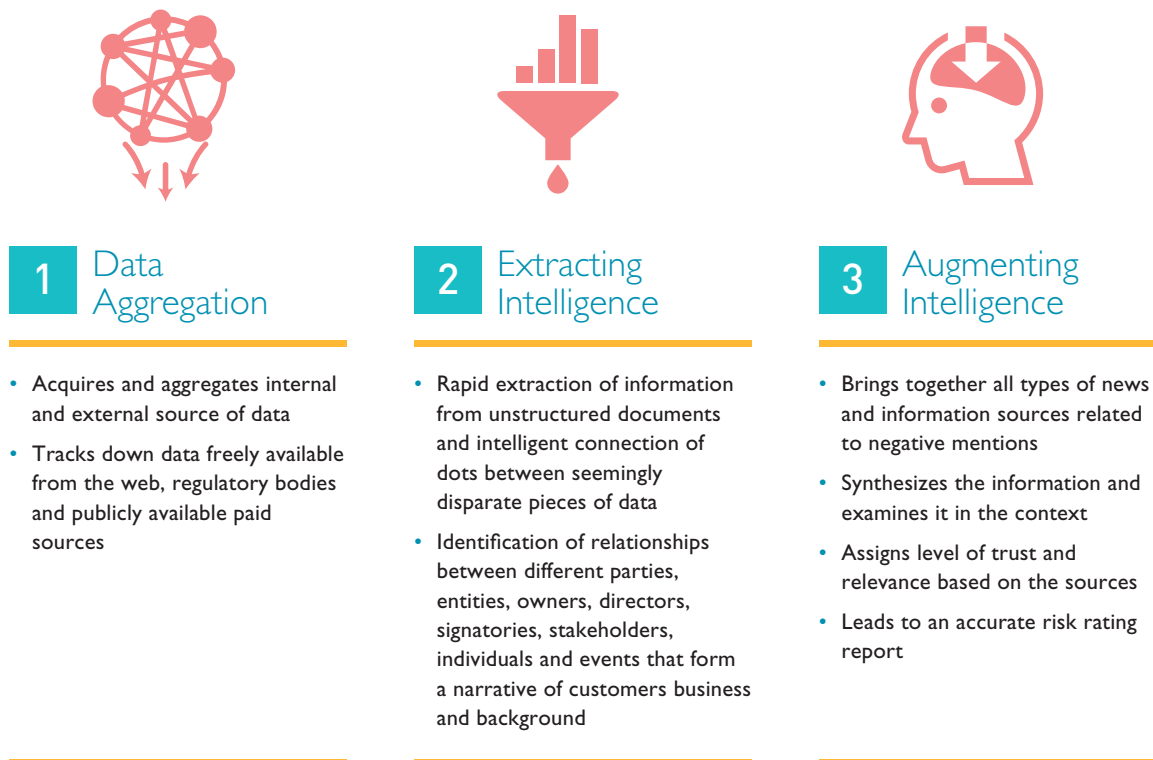 1
Data
Aggregation
• Acquires and aggregates internal
and external source of data
• Tracks down data freely available
from the web, regulatory bodies
and publicly available paid
sources
2
Extracting
Intelligence
• Rapid extraction of information
from unstructured documents
and intelligent connection of
dots between seemingly
disparate pieces of data
• Identification of relationships
between different parties,
entities, owners, directors,
signatories, stakeholders,
individuals and events that form
a narrative of customers business
and background
3
Augmenting
Intelligence
• Brings together all types of news
and information sources related
to negative mentions
• Synthesizes the information and
examines it in the context
• Assigns level of trust and
relevance based on the sources
• Leads to an accurate risk rating
report